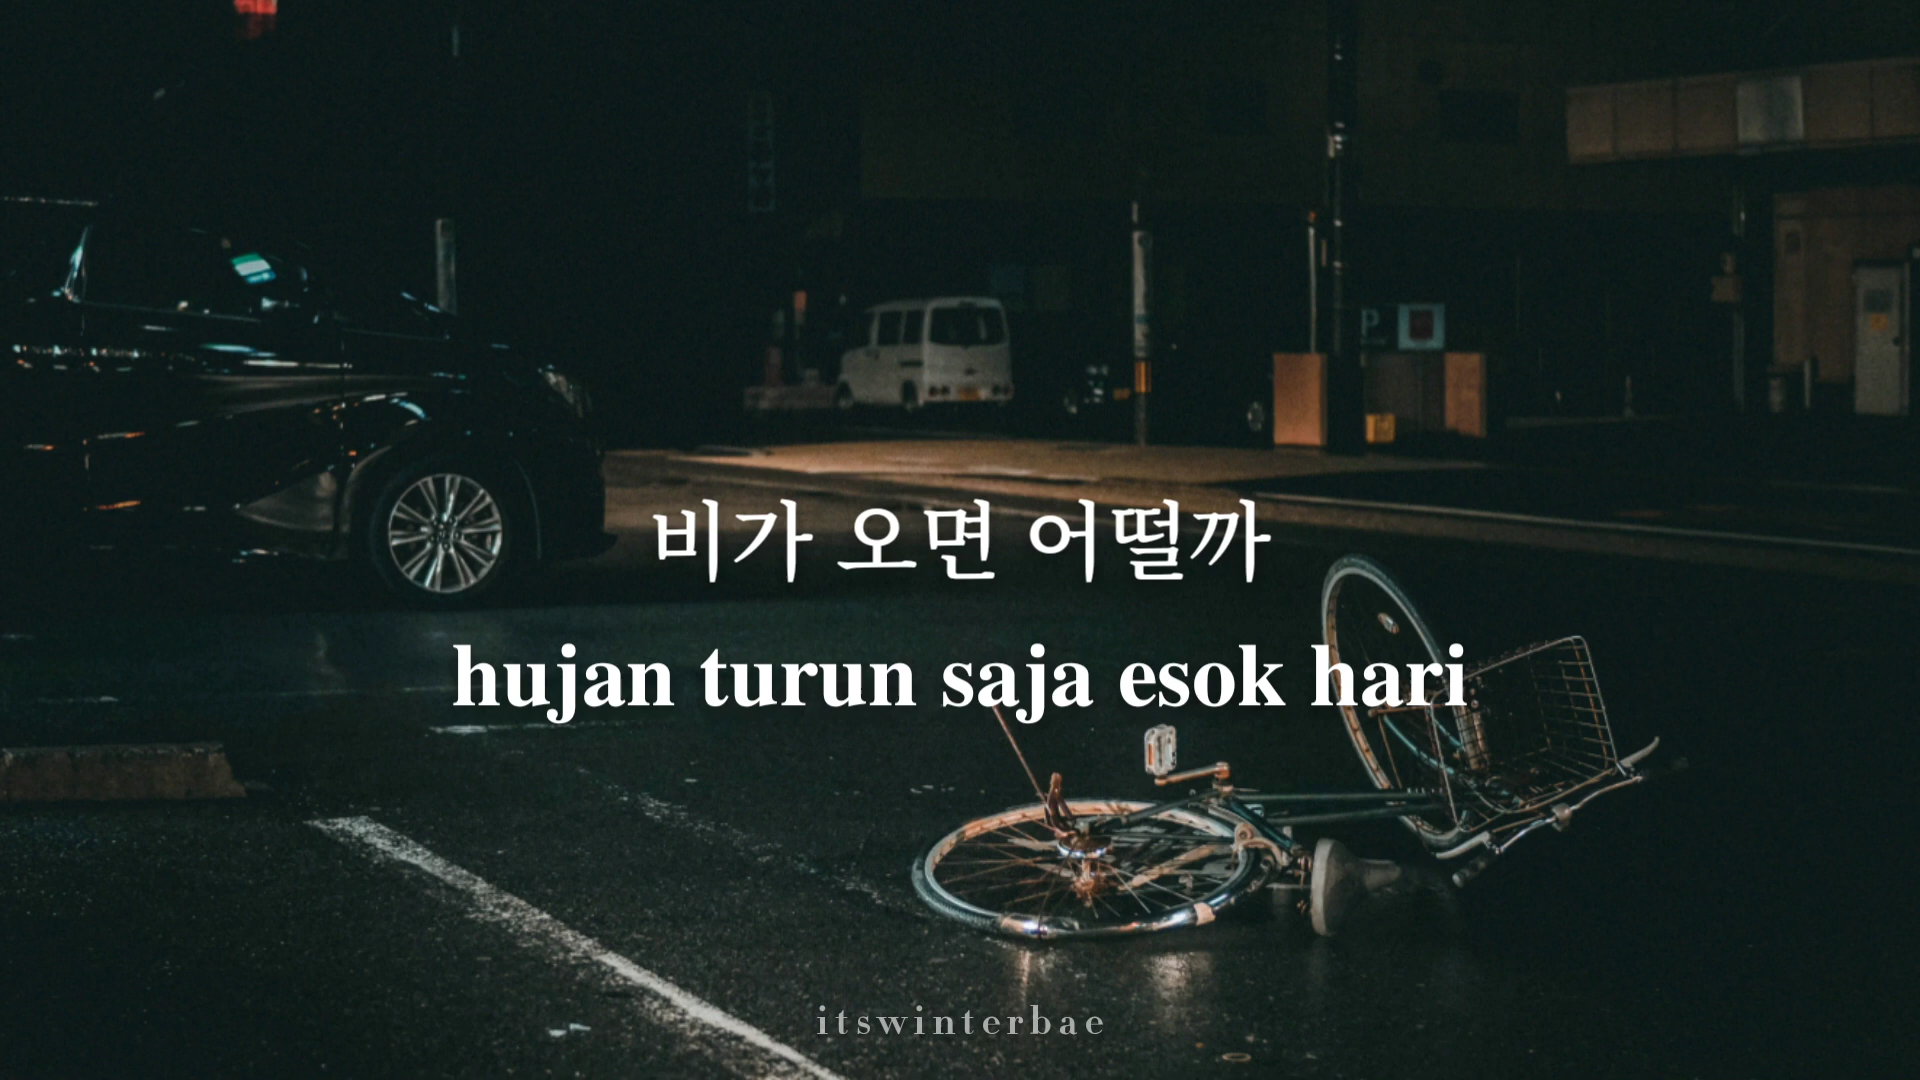 P
비가 오면 어떨까
hujan turun saja esok hari
itswinterbae